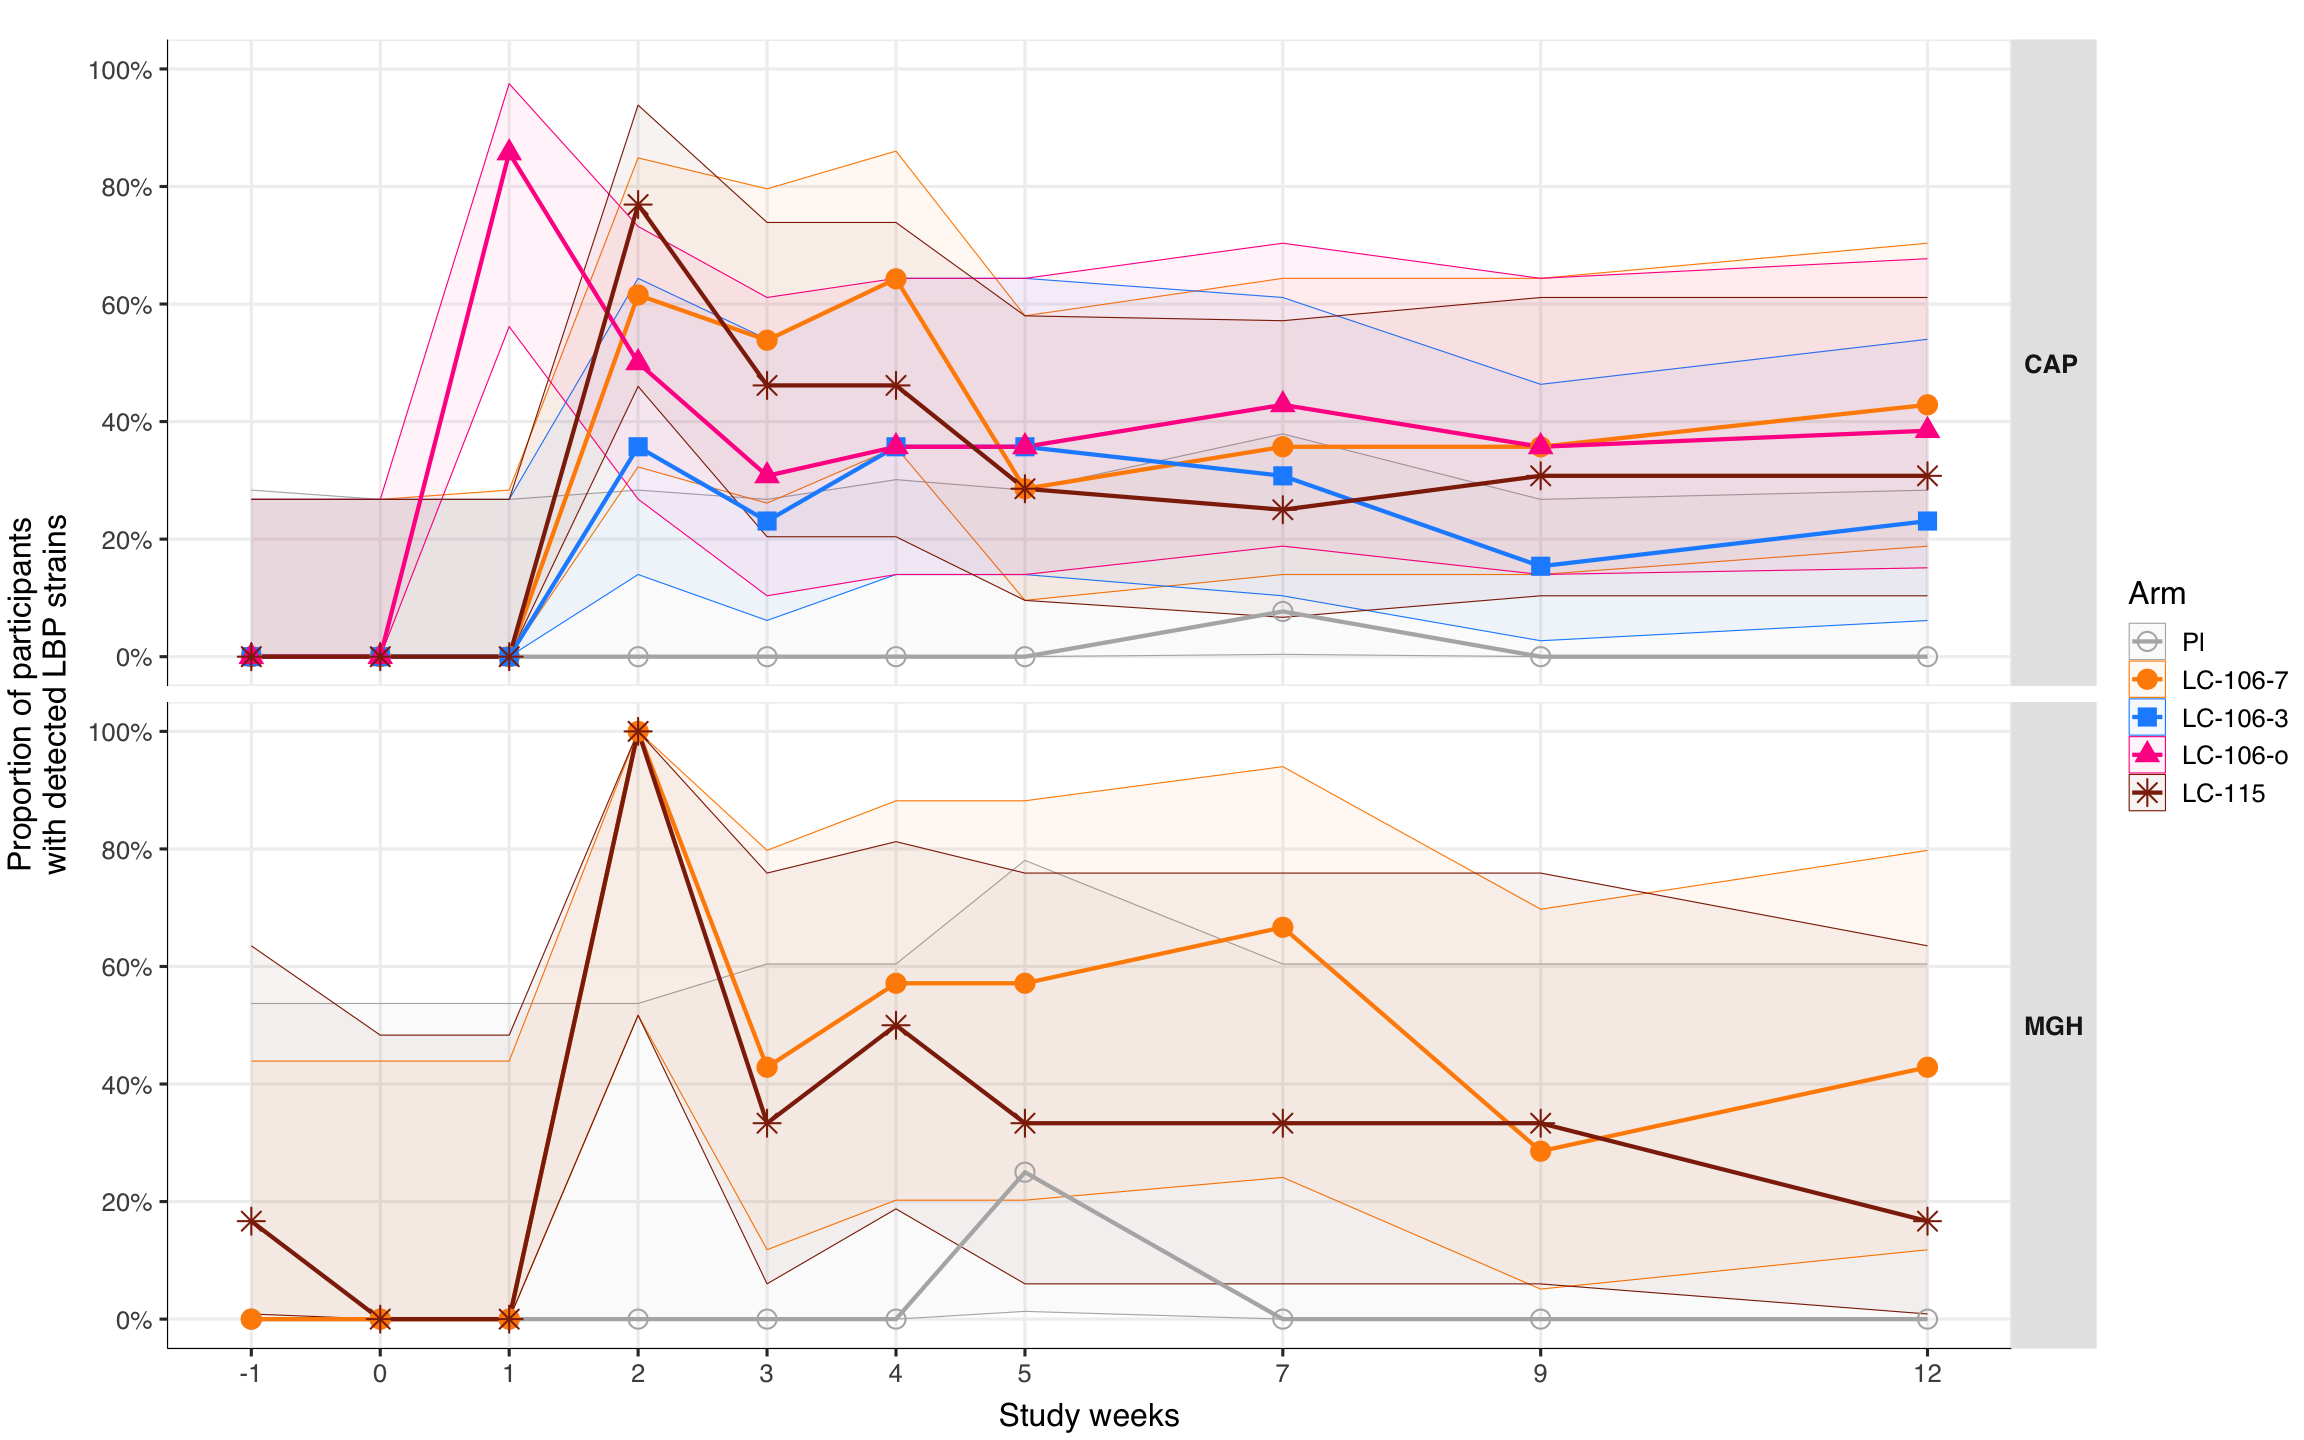 Proportion of participants
with detected LBP strains
100%
80%
60%
40%
20%
0%
CAP
100%
80%
60%
40%
20%
0%
MGH
-1 0 1 2 3 4 5 7 9 12
Study weeks
Arm
Pl
LC-106-7
LC-106-3
LC-106-o
LC-115